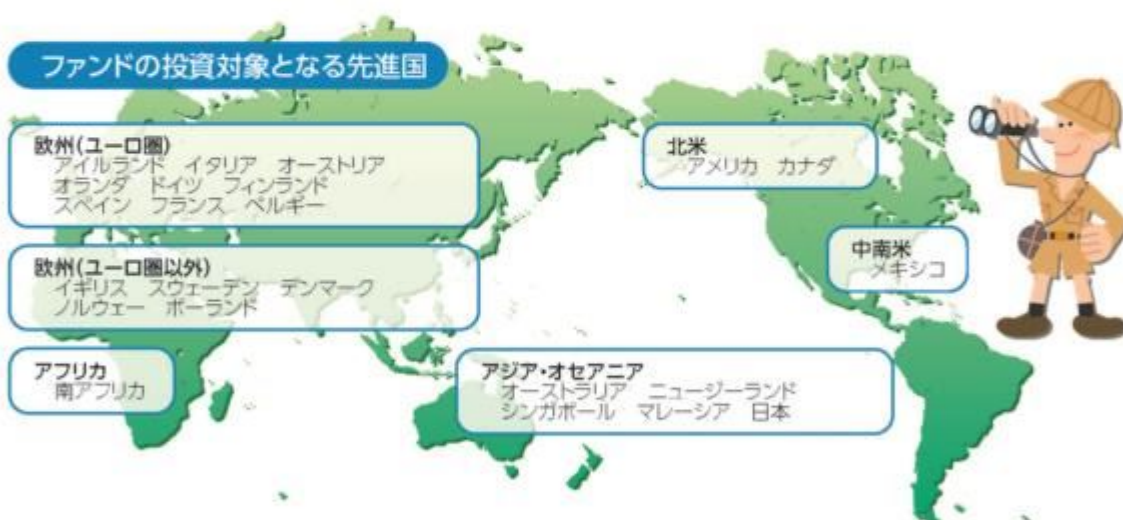 ファンドの投資対象となる先進国
欧州(ユーロ圏)
アイルランド イタリア オーストリア
オランダ ドイツ フィンランド
スペイン フランス ベルギー
欧州(ユーロ圏以外)
イギリス スウェーデン デンマーク
ノルウェー ポーランド
アフリカ
南アフリカ
北米
アメリカ カナダ
中南米
メキシコ
アジア・オセアニア
オーストラリア ニュージーランド
シンガポール マレーシア 日本